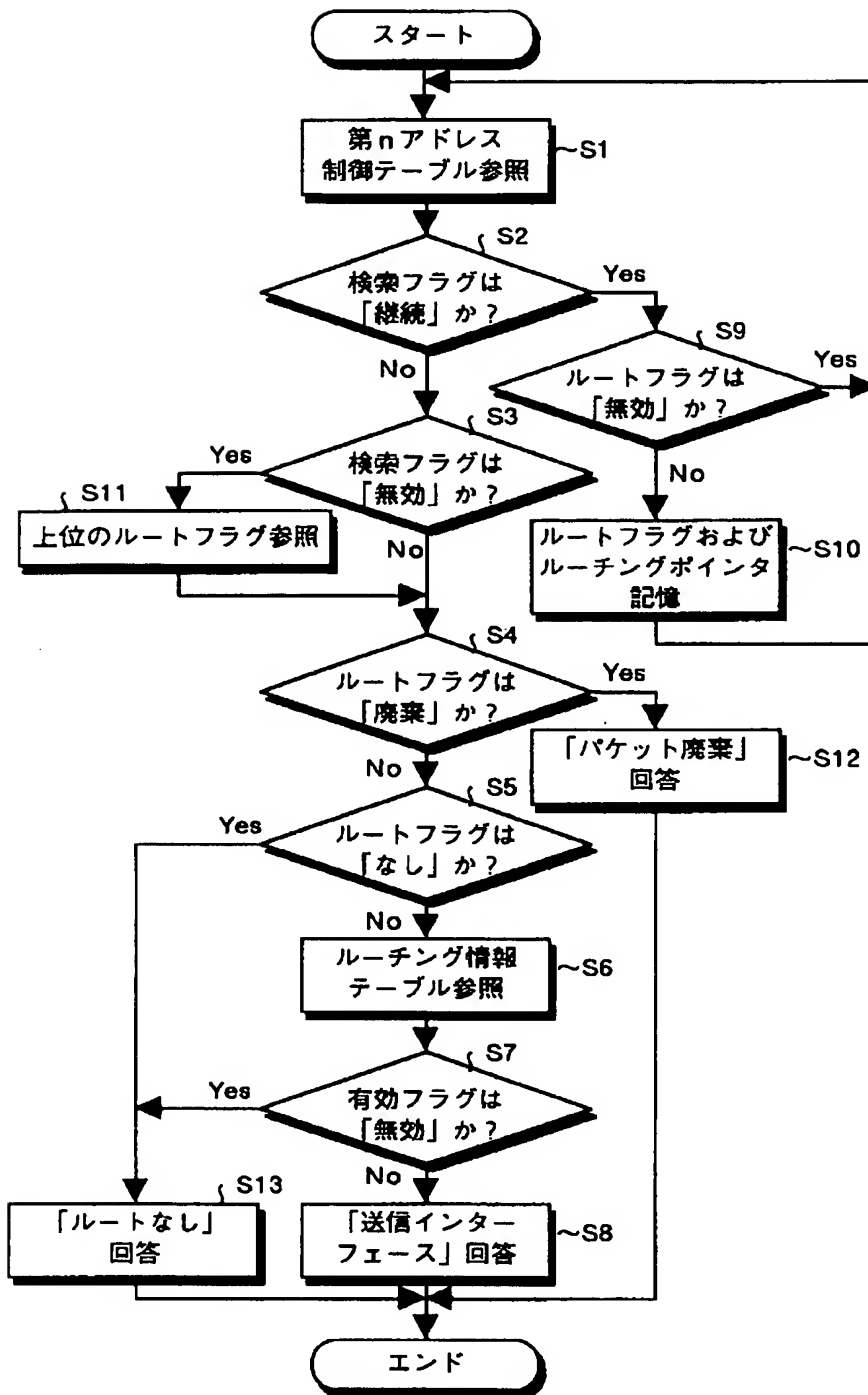 スタート
第nアドレス
制御テーブル参照
~S1
S2
検索フラグは
「継続」か?
Yes
No
S9
ルートフラグは
「無効」か?
Yes
No
S3
検索フラグは
「無効」か?
Yes
No
S11
上位のルートフラグ参照
ルートフラグおよび
ルーチングポインタ
記憶
~S10
S4
ルートフラグは
「廃棄」か?
Yes
No
「パケット廃棄」
回答
~S12
S5
ルートフラグは
「なし」か?
Yes
No
ルーチング情報
テーブル参照
~S6
S7
有効フラグは
「無効」か?
Yes
No
S13
「ルートなし」
回答
「送信インター
フェース」回答
~S8
エンド